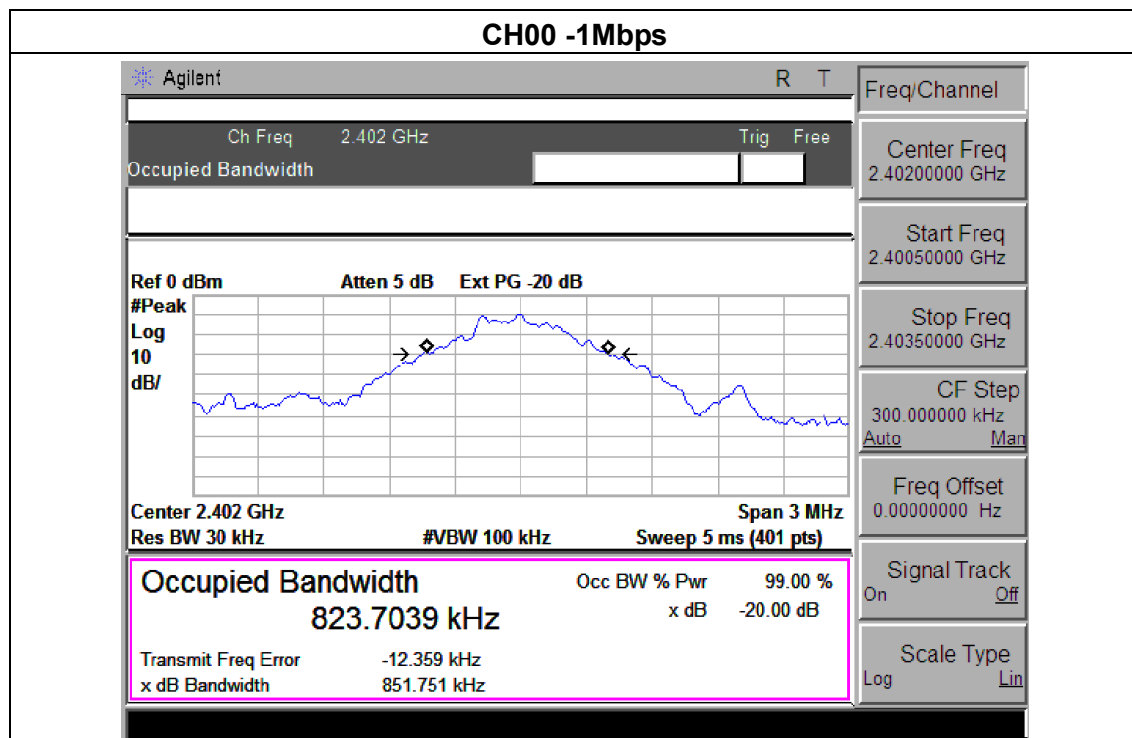 CH00 -1Mbps
Agilent R T
Ch Freq 2.402 GHz Trig Free
Occupied Bandwidth
Ref 0 dBm Atten 5 dB Ext PG -20 dB
#Peak
Log
10
dB/
Center 2.402 GHz Span 3 MHz
Res BW 30 kHz #VBW 100 kHz Sweep 5 ms (401 pts)
Occupied Bandwidth Occ BW % Pwr 99.00 %
823.7039 kHz x dB -20.00 dB
Transmit Freq Error -12.359 kHz
x dB Bandwidth 851.751 kHz
Freq/Channel
Center Freq
2.40200000 GHz
Start Freq
2.40050000 GHz
Stop Freq
2.40350000 GHz
CF Step
300.000000 kHz
Auto Man
Freq Offset
0.00000000 Hz
Signal Track
On Off
Scale Type
Log Lin